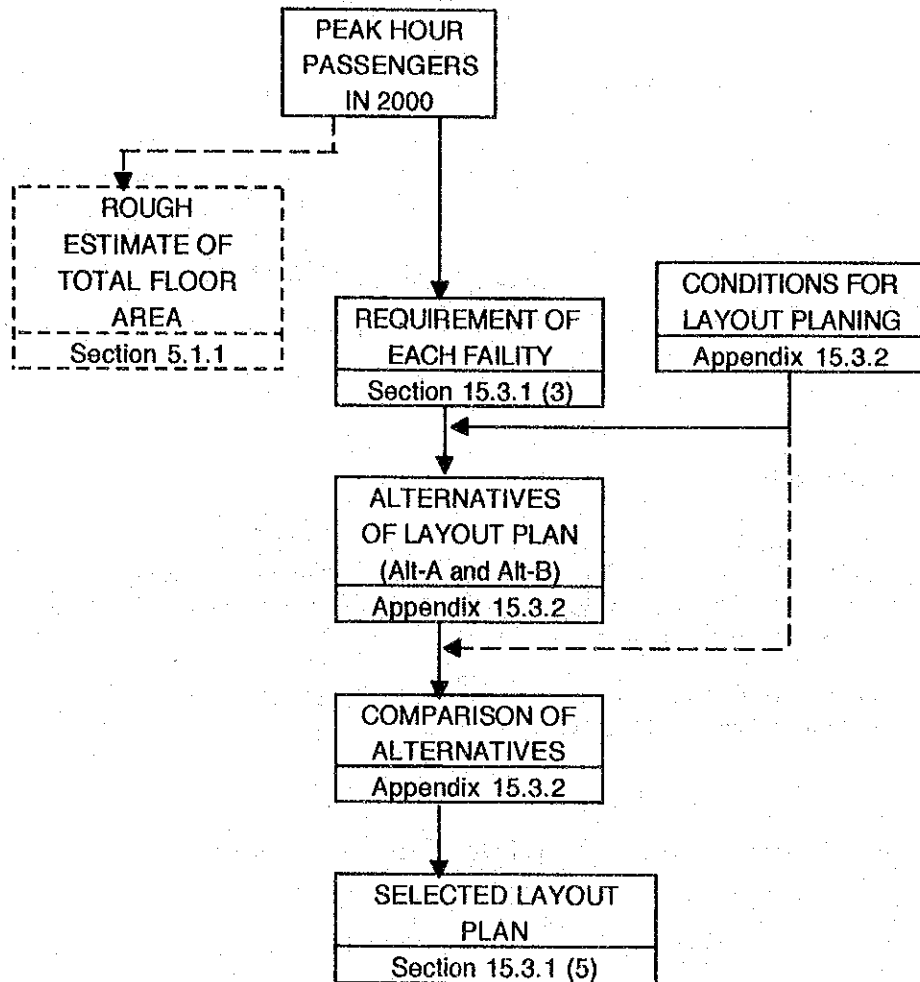 PEAK HOUR
PASSENGERS
IN 2000
ROUGH
ESTIMATE OF
TOTAL FLOOR
AREA
Section 5.1.1
REQUIREMENT OF
EACH FAILITY
Section 15.3.1 (3)
CONDITIONS FOR
LAYOUT PLANING
Appendix 15.3.2
ALTERNATIVES
OF LAYOUT PLAN
(Alt-A and Alt-B)
Appendix 15.3.2
COMPARISON OF
ALTERNATIVES
Appendix 15.3.2
SELECTED LAYOUT
PLAN
Section 15.3.1 (5)